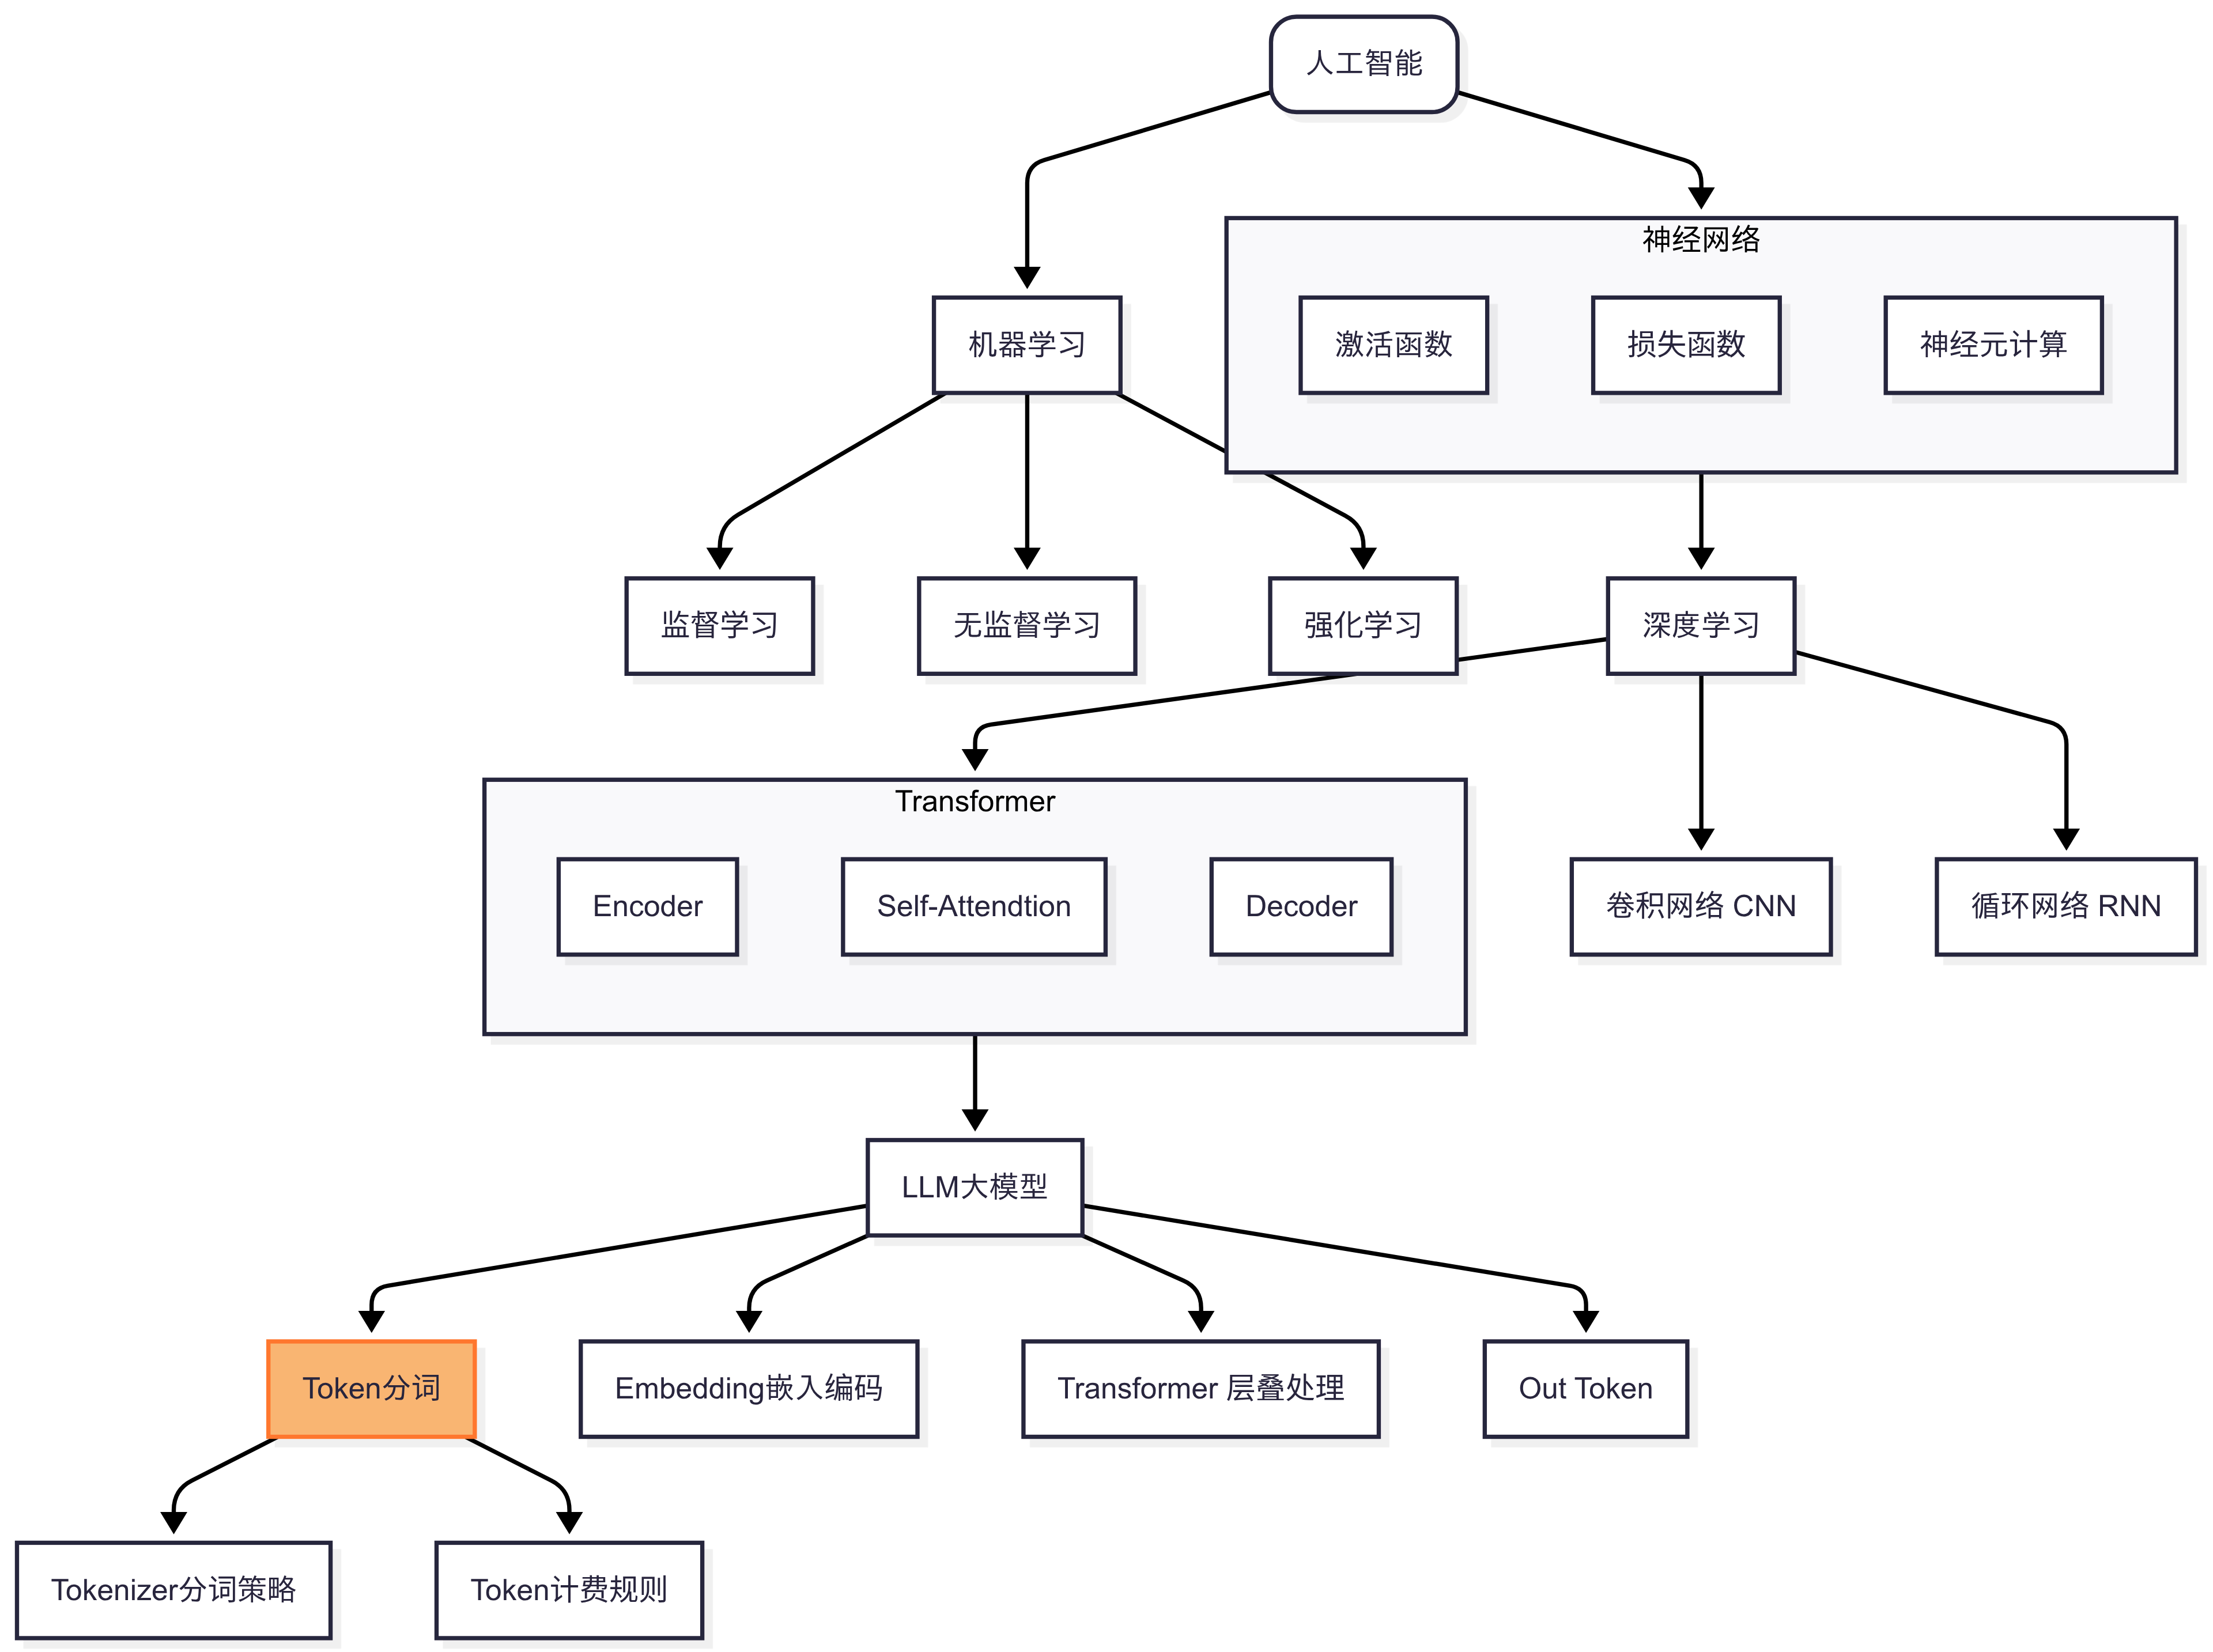 人工智能
神经网络
机器学习
激活函数
损失函数
神经元计算
监督学习
无监督学习
强化学习
深度学习
Transformer
Encoder
Self-Attendtion
Decoder
卷积网络 CNN
循环网络 RNN
LLM大模型
Token分词
Embedding嵌入编码
Transformer 层叠处理
Out Token
Tokenizer分词策略
Token计费规则